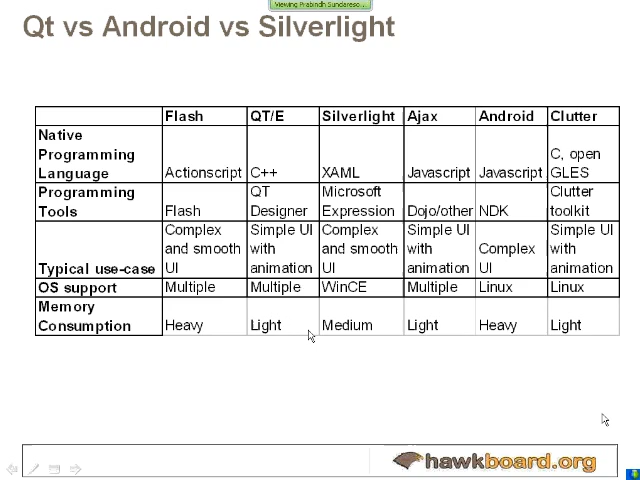 Viewing Prabindh Sundareso...
Qt vs Android vs Silverlight
Flash QT/E Silverlight Ajax Android Clutter
Native
Programming C, open
Language Actionscript C++ XAML Javascript Javascript GLES
Programming QT Microsoft Clutter
Tools Flash Designer Expression Dojo/other NDK toolkit
Complex Simple UI Complex Simple UI Simple UI
and smooth with and smooth with Complex with
Typical use-case UI animation UI animation UI animation
OS support Multiple Multiple WinCE Multiple Linux Linux
Memory
Consumption Heavy Light Medium Light Heavy Light
hawkboard.org